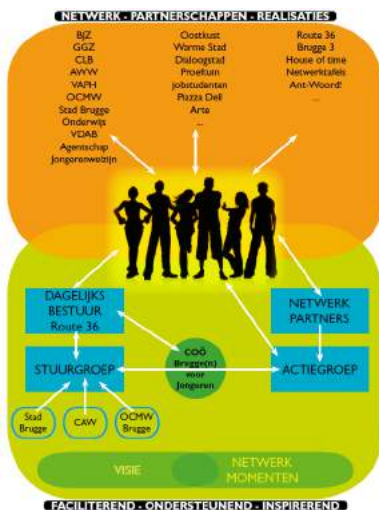 NETWERK - PARTNERSCHAPPEN - REALISATIES
BJZ
GGZ
CLB
AWW
VAPH
OCMW
Stad Brugge
Onderwijs
VDAB
Agentschap
Jongerenwelzijn
Oostkust
Warme Stad
Dialoogstad
Proeftuin
jobstudenten
Piazza Dell
Arte
...
Route 36
Brugge 3
House of time
Netwerktafels
Ant-Woord!
...
DAGELIJKS
BESTUUR
Route 36
NETWERK
PARTNERS
STUURGROEP
COÖ
Brugge(n)
voor
Jongeren
ACTIEGROEP
Stad
Brugge
CAW
OCMW
Brugge
VISIE
NETWERK
MOMENTEN
FACILITEREND - ONDERSTEUNEND - INSPIREREND